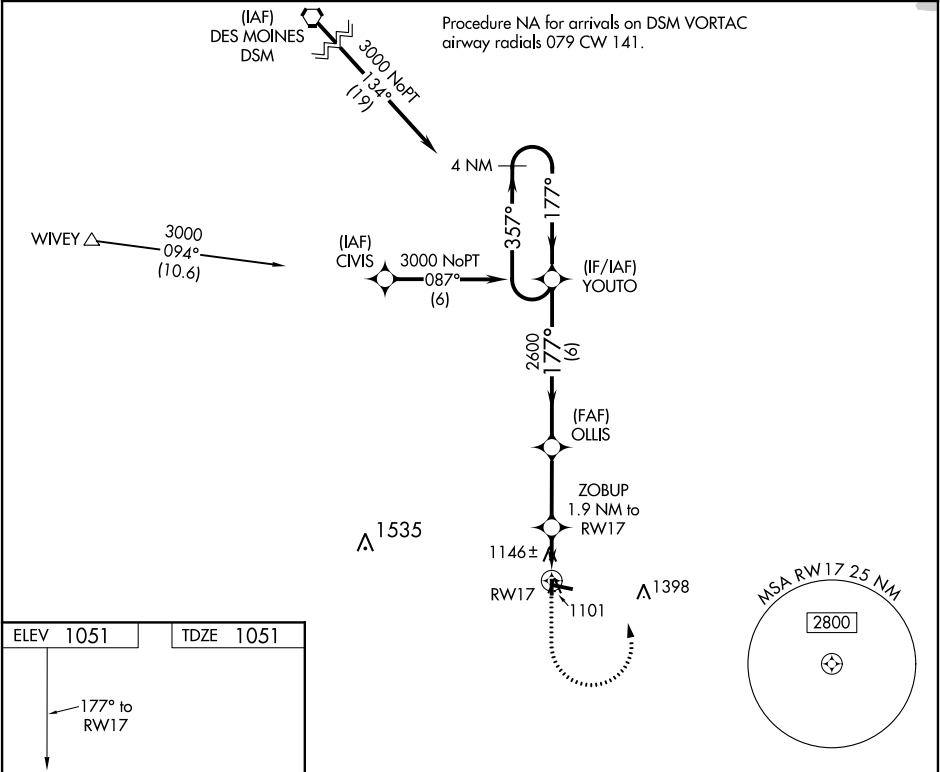 (IAF)
DES MOINES
DSM
Procedure NA for arrivals on DSM VORTAC
airway radials 079 CW 141.
3000 NoPT
134°
(19)
4 NM
357°
177°
WIVEY
3000
094°
(10.6)
(IAF)
CIVIS
3000 NoPT
087°
(6)
(IF/IAF)
YOUTO
2600
177°
(6)
(FAF)
OLLIS
ZOBUP
1.9 NM to
RW17
1535
1146±
RW17
1101
1398
MSA RW17 25 NM
2800
ELEV 1051
TDZE 1051
177° to
RW17